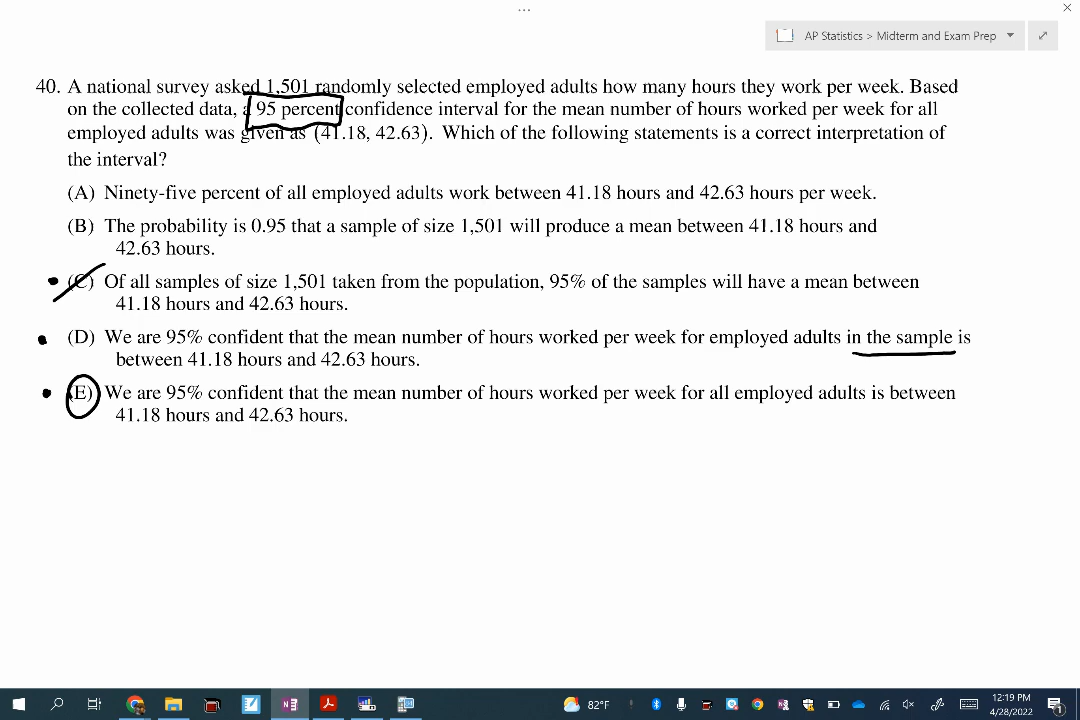 AP Statistics > Midterm and Exam Prep
40. A national survey asked 1,501 randomly selected employed adults how many hours they work per week. Based
on the collected data, a 95 percent confidence interval for the mean number of hours worked per week for all
employed adults was given as (41.18, 42.63). Which of the following statements is a correct interpretation of
the interval?
(A) Ninety-five percent of all employed adults work between 41.18 hours and 42.63 hours per week.
(B) The probability is 0.95 that a sample of size 1,501 will produce a mean between 41.18 hours and
42.63 hours.
(C) Of all samples of size 1,501 taken from the population, 95% of the samples will have a mean between
41.18 hours and 42.63 hours.
(D) We are 95% confident that the mean number of hours worked per week for employed adults in the sample is
between 41.18 hours and 42.63 hours.
(E) We are 95% confident that the mean number of hours worked per week for all employed adults is between
41.18 hours and 42.63 hours.
82°F
12:19 PM
4/28/2022